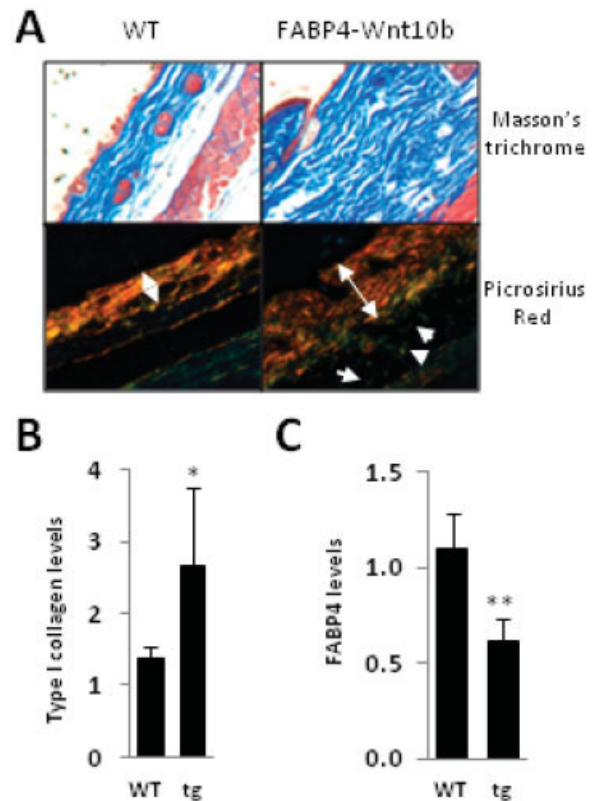 A
WT FABP4-Wnt10b
Masson's
trichrome
Picrosirius
Red
B
Type I collagen levels
4
3
2
1
0
*
WT tg
C
FABP4 levels
1.5
1.0
0.5
0.0
**
WT tg